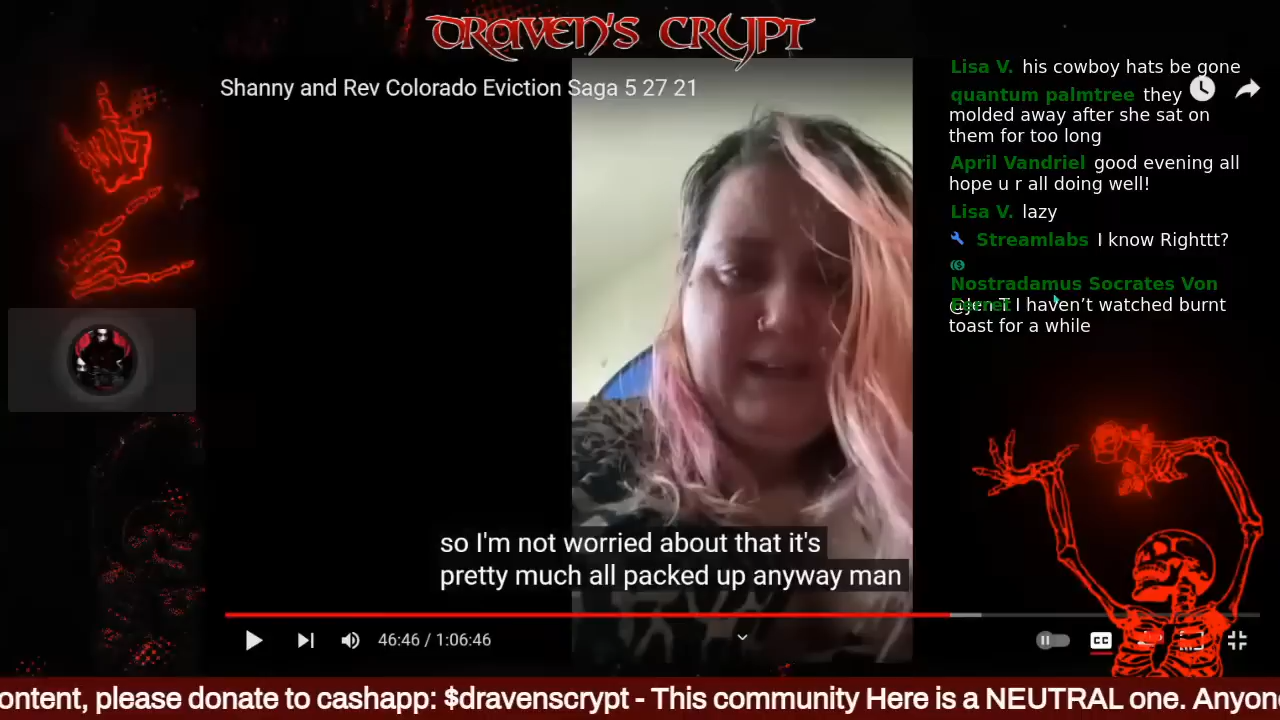 DRAVEN'S CRYPT
Shanny and Rev Colorado Eviction Saga 5 27 21
Lisa V. his cowboy hats be gone
quantum palmtree they
molded away after she sat on
them for too long
April Vandriel good evening all
hope u r all doing well!
Lisa V. lazy
Streamlabs I know Righttt?
Nostradamus Socrates Von
Ferret
@Jen T I haven’t watched burnt
toast for a while
so I'm not worried about that it's
pretty much all packed up anyway man
46:46 / 1:06:46
CC
ontent, please donate to cashapp: $dravenscrypt - This community Here is a NEUTRAL one. Anyon